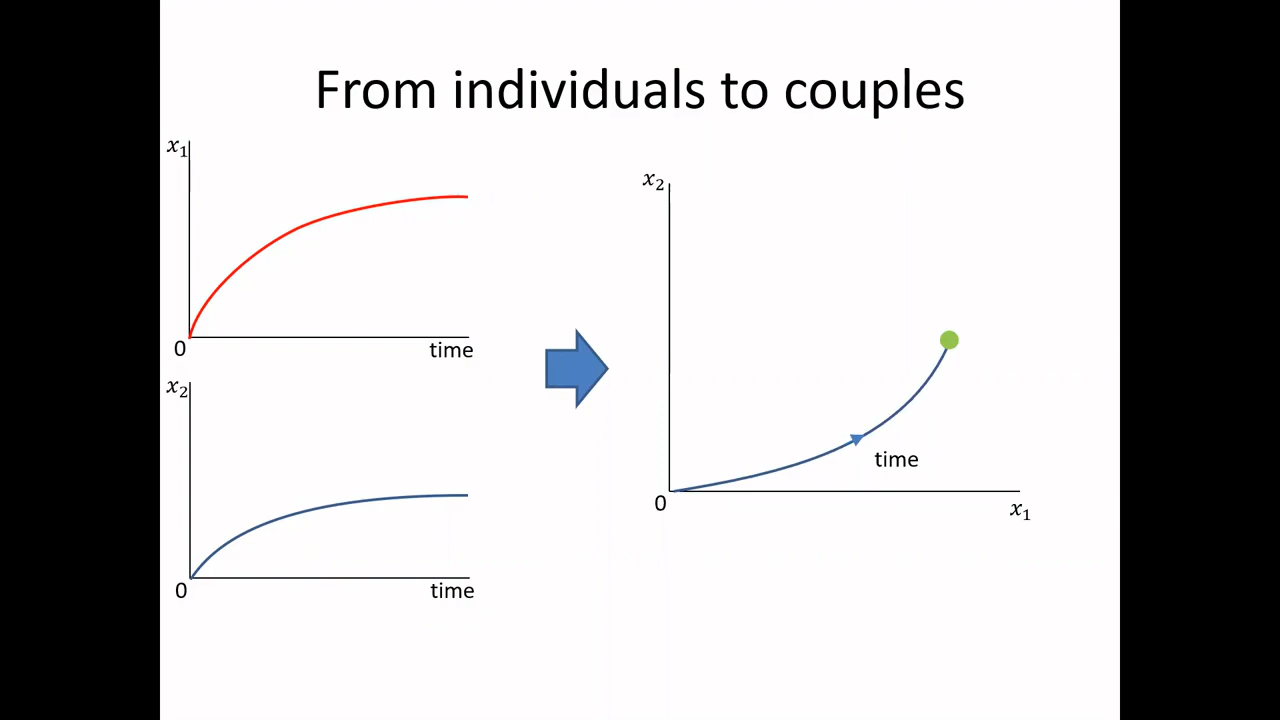 From individuals to couples
x₁
0
time
x₂
0
time
x₂
time
0
x₁